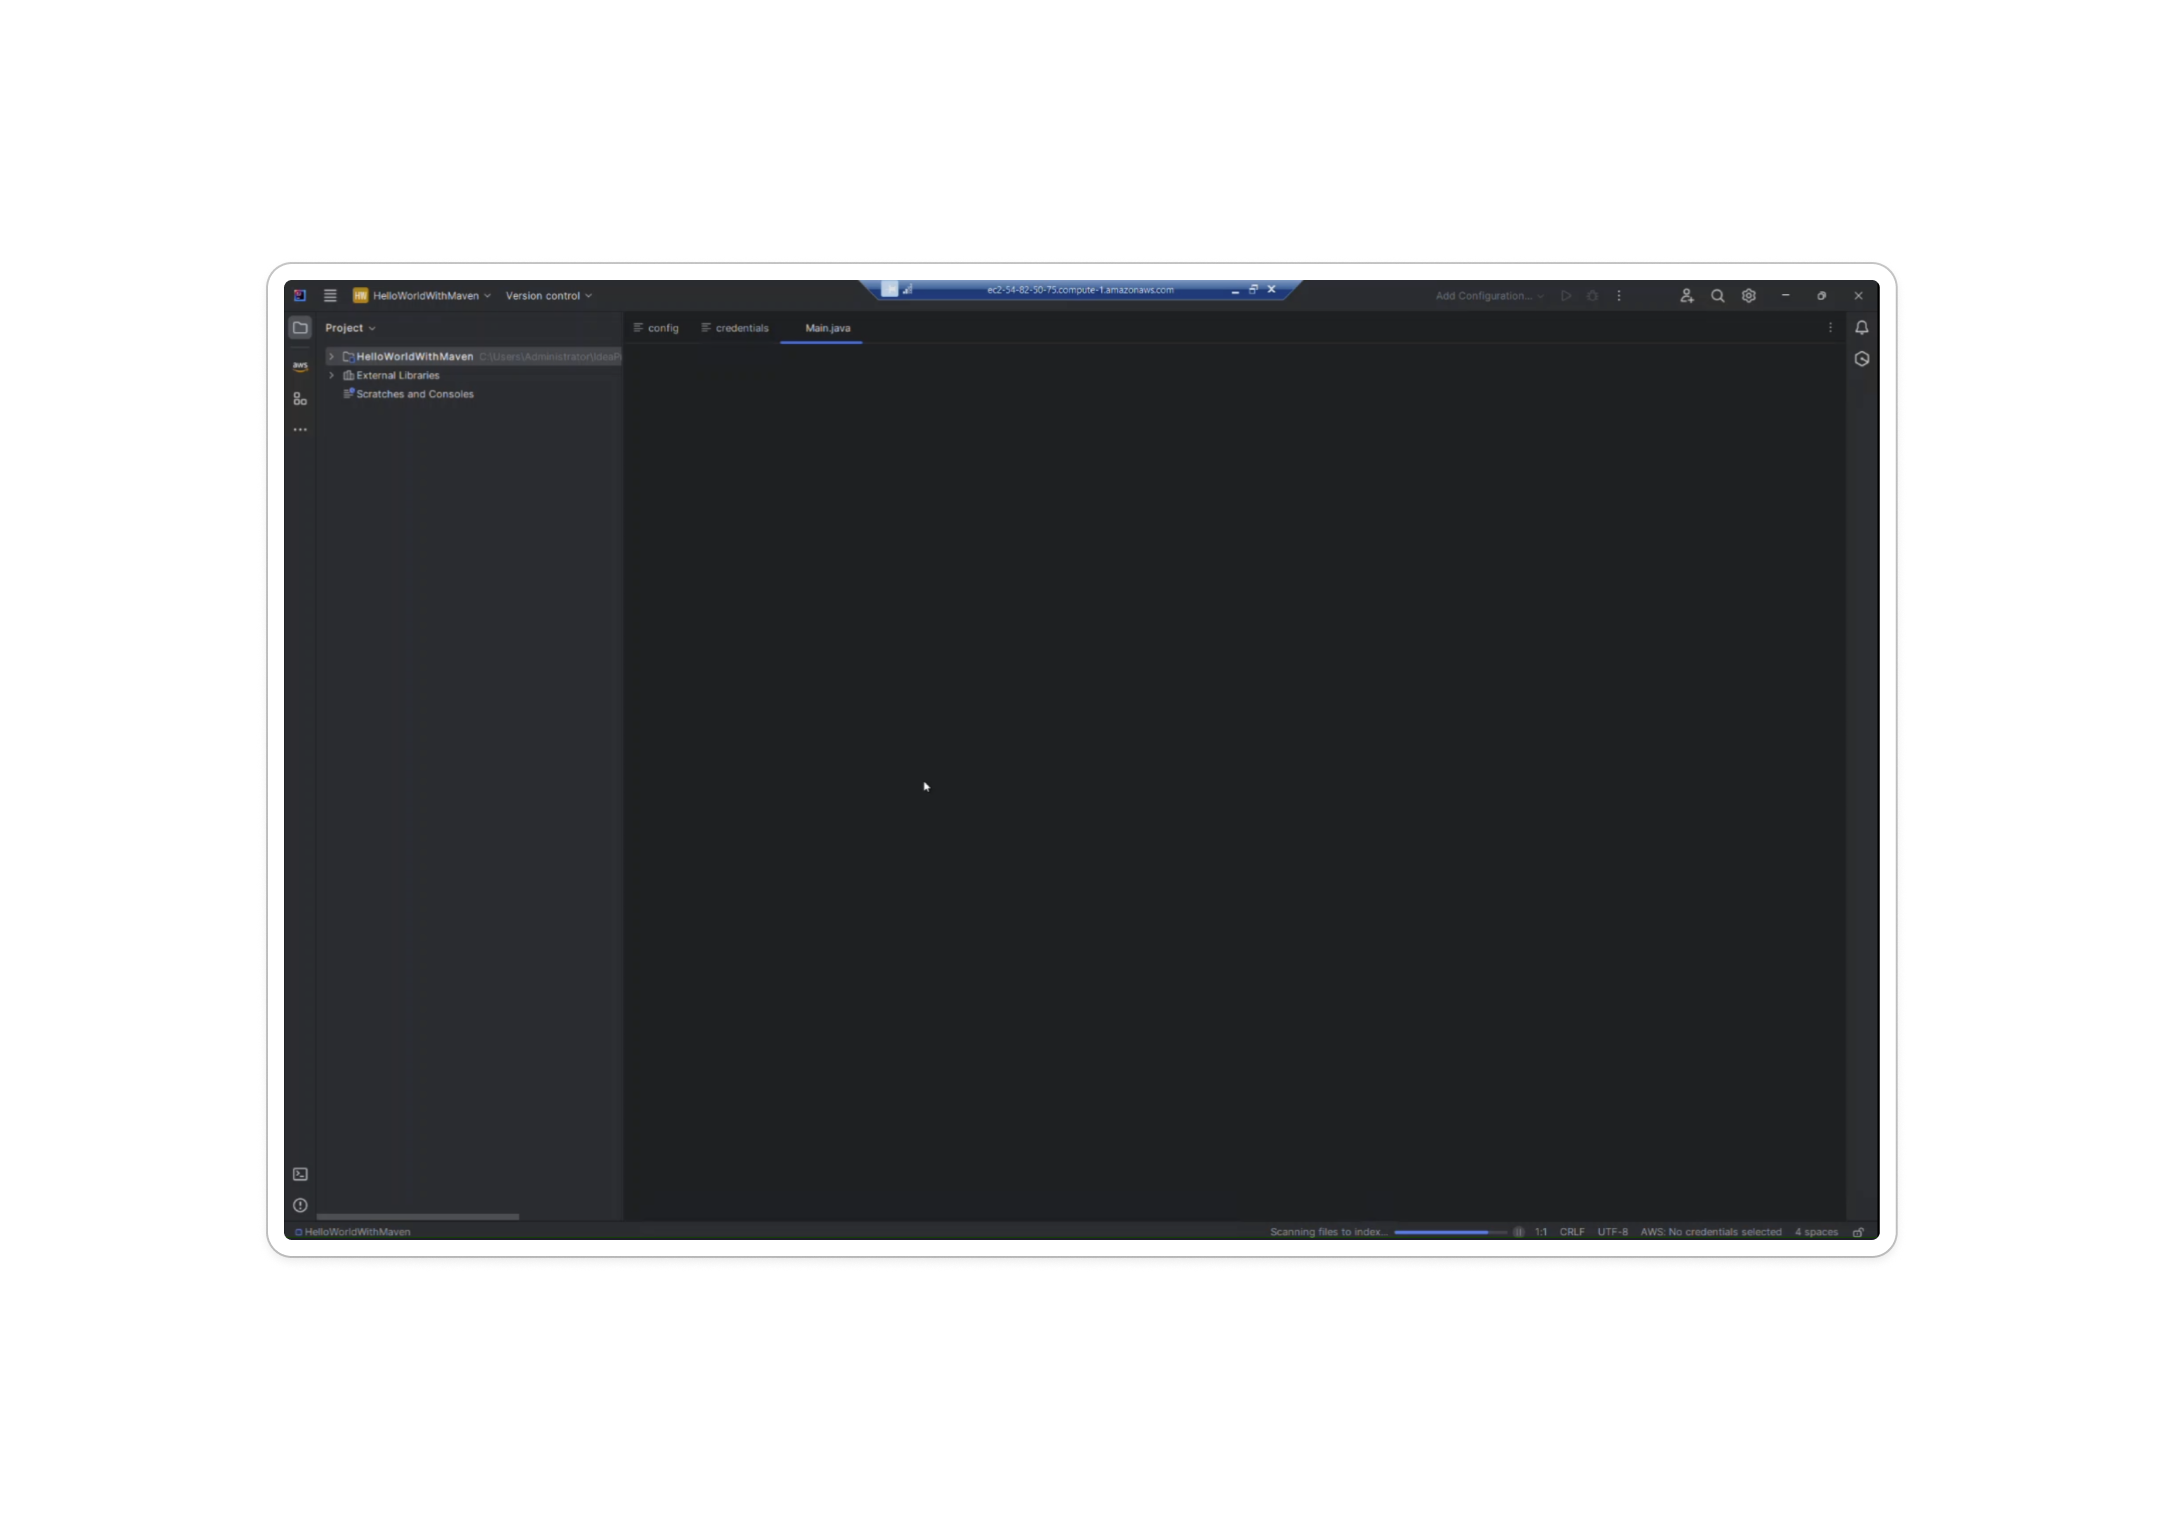 HW HelloWorldWithMaven Version control
ec2-54-82-50-75.compute-1.amazonaws.com
Add Configuration...
Project
config credentials Main.java
HelloWorldWithMaven C:\Users\Administrator\IdeaP
aws
External Libraries
Scratches and Consoles
HelloWorldWithMaven
Scanning files to index... 1:1 CRLF UTF-8 AWS: No credentials selected 4 spaces